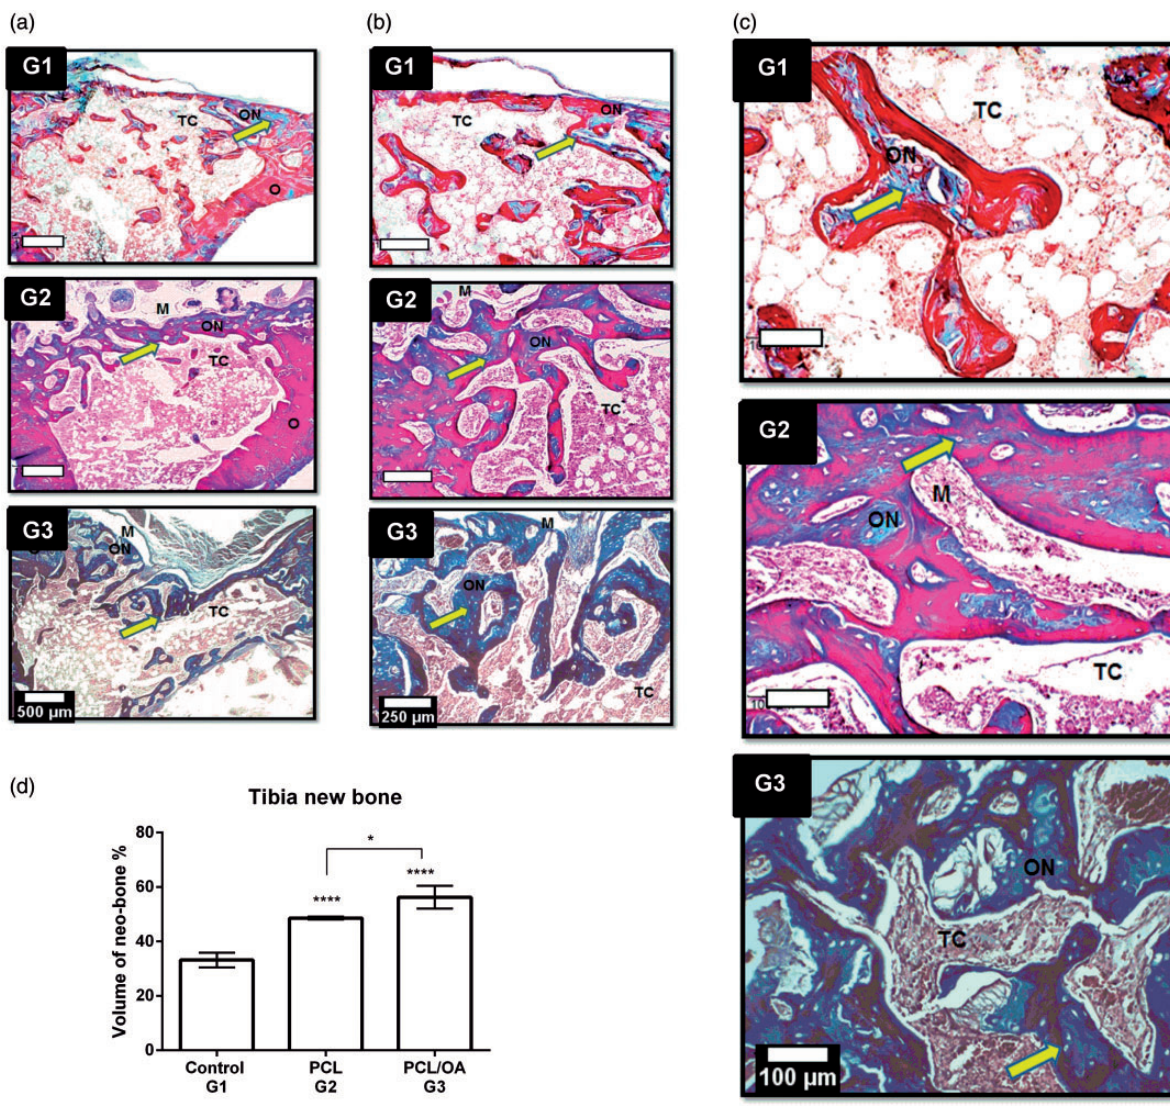 (a)
G1
TC
ON
O
G2
M
ON
TC
O
G3
M
ON
TC
500 µm
(b)
G1
TC
ON
G2
M
ON
TC
G3
M
ON
TC
250 µm
(c)
G1
TC
ON
G2
M
ON
TC
10
G3
ON
TC
100 µm
(d)
Tibia new bone
Volume of neo-bone %
80
60
40
20
0
*
****
****
Control
G1
PCL
G2
PCL/OA
G3